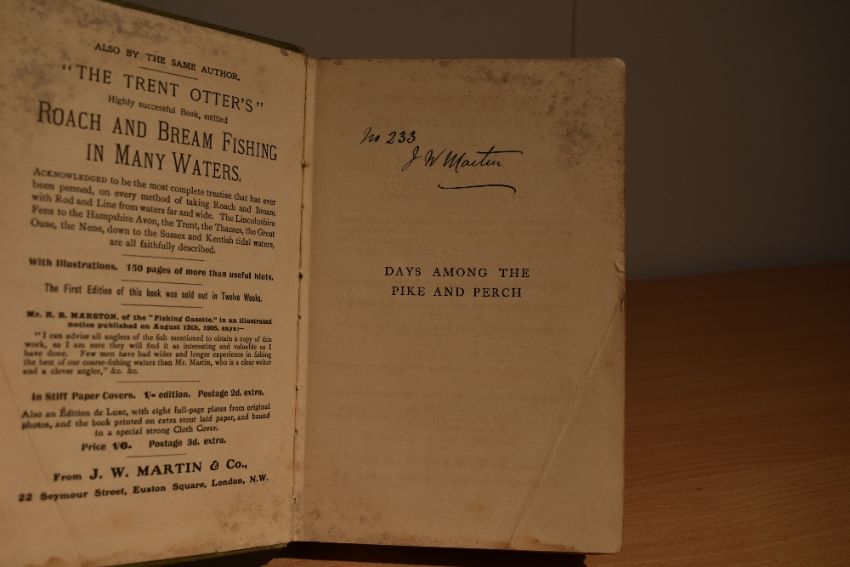 ALSO BY THE SAME AUTHOR.
"THE TRENT OTTER'S"
Highly successful Book, entitled
ROACH AND BREAM FISHING
IN MANY WATERS.
ACKNOWLEDGED to be the most complete treatise that has ever
been penned, on every method of taking Roach and Bream
with Rod and Line from waters far and wide. The Lincolnshire
Fens to the Hampshire Avon, the Trent, the Thames, the Great
Ouse, the Nene, down to the Sussex and Kentish tidal waters,
are all faithfully described.
With Illustrations. 150 pages of more than useful hints.
The First Edition of this book was sold out in Twelve Weeks.
Mr. R. B. MARSTON, of the "Fishing Gazette," in an illustrated
notice published on August 12th, 1905, says:—
"I can advise all anglers of the fish mentioned to obtain a copy of this
work, as I am sure they will find it as interesting and valuable as I
have done. Few men have had wider and longer experience in fishing
the best of our coarse-fishing waters than Mr. Martin, who is a clear writer
and a clever angler," &c. &c.
In Stiff Paper Covers. 1/- edition. Postage 2d. extra.
Also an Édition de Luxe, with eight full-page plates from original
photos, and the book printed on extra stout laid paper, and bound
in a special strong Cloth Cover.
Price 1/6. Postage 3d. extra.
From J. W. MARTIN & Co.,
22 Seymour Street, Euston Square, London, N.W.
No 233
J W Martin
DAYS AMONG THE
PIKE AND PERCH